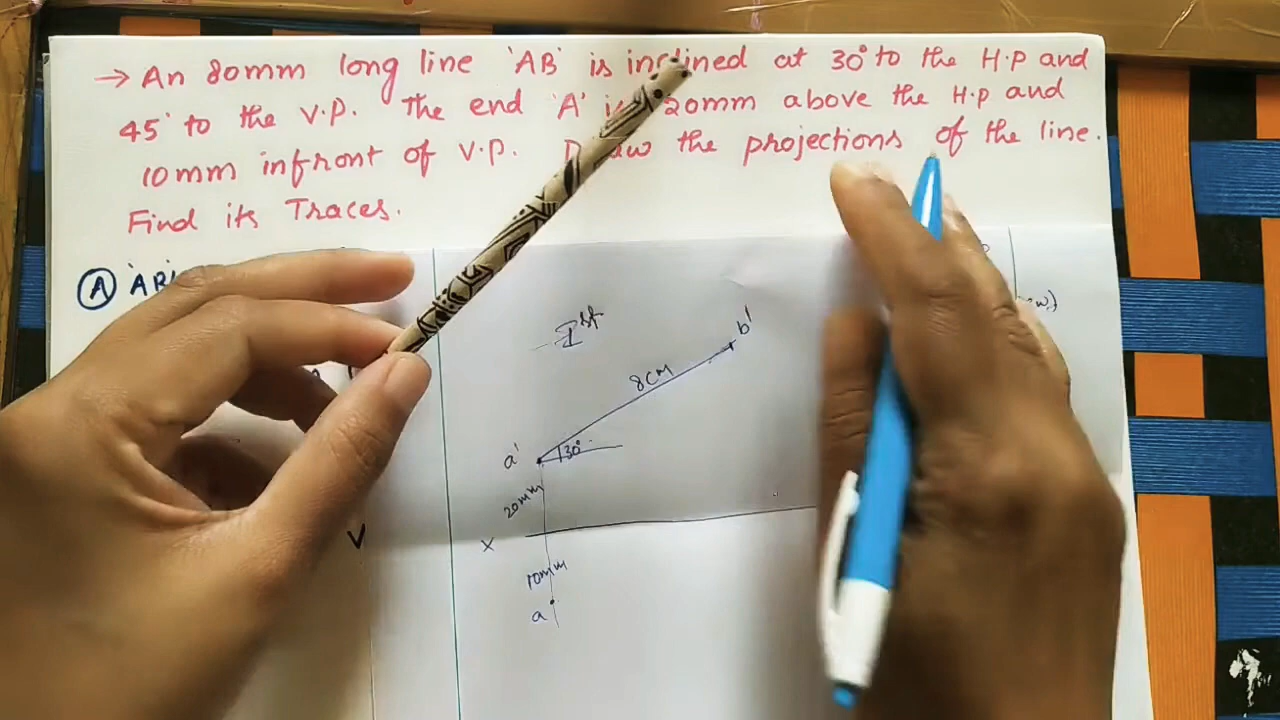 → An 80mm long line 'AB' is inclined at 30° to the H.P and
45° to the V.P. The end 'A' is 20mm above the H.P and
10mm infront of V.P. Draw the projections of the line.
Find its Traces.
A 'AB'
b'
8CM
a' 30°
20mm
X
V
10mm
a